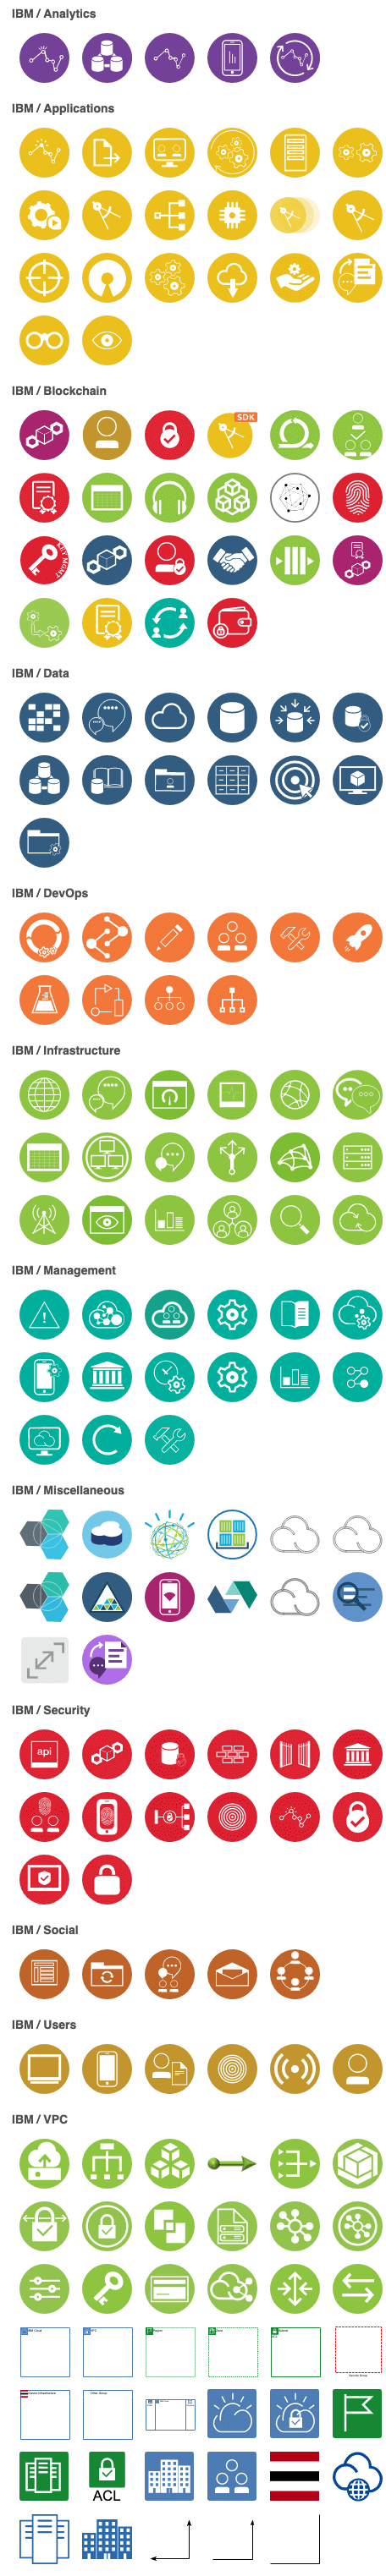 IBM / Analytics
IBM / Applications
IBM / Blockchain
SDK
KEY MGMT
IBM / Data
IBM / DevOps
IBM / Infrastructure
IBM / Management
IBM / Miscellaneous
IBM / Security
api
IBM / Social
IBM / Users
IBM / VPC
ACL